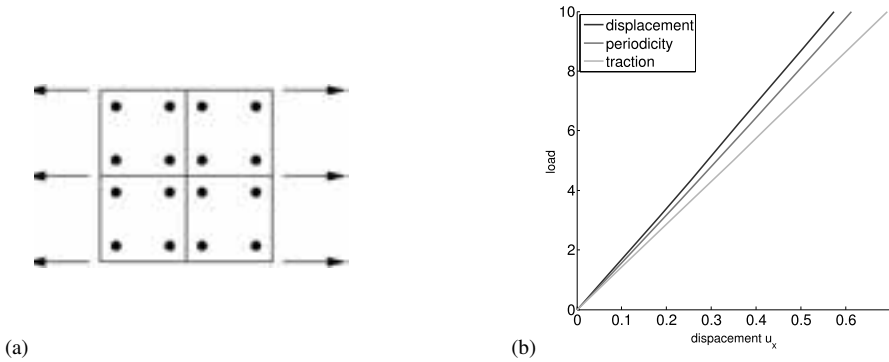 (a)
(b)
displacement
periodicity
traction
load
10
8
6
4
2
0
0 0.1 0.2 0.3 0.4 0.5 0.6
dispacement u_x